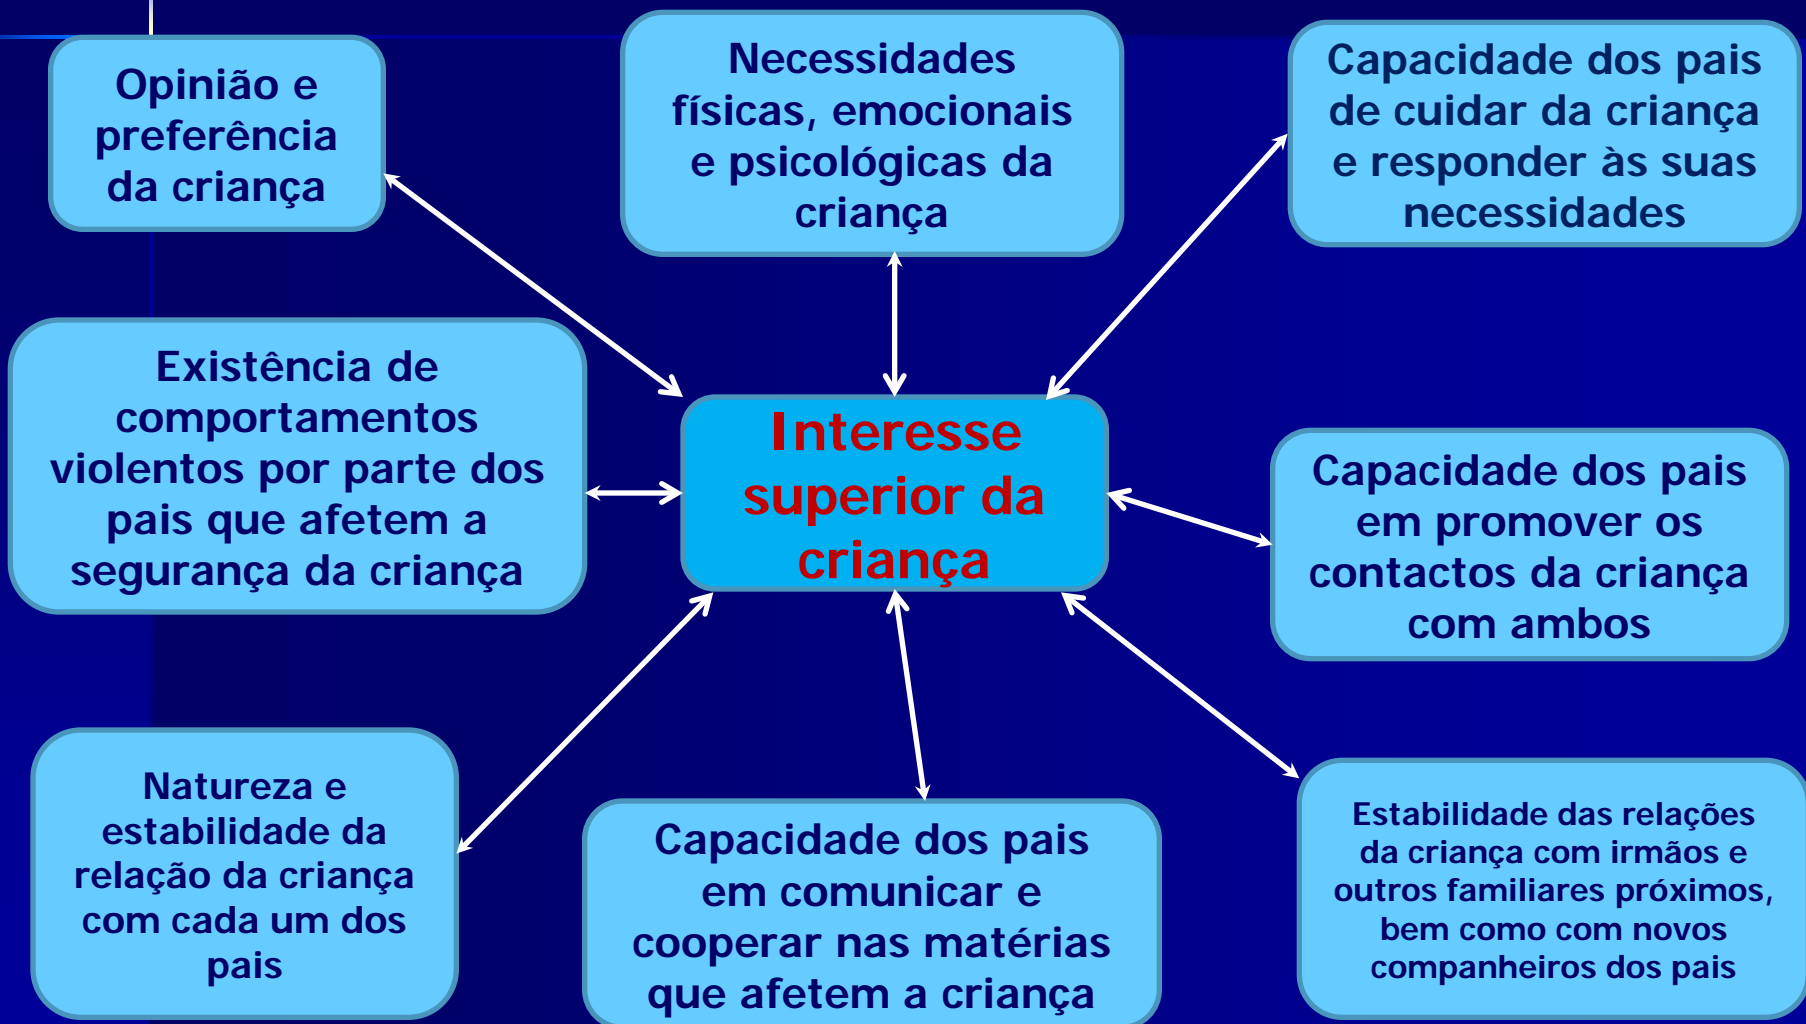 Opinião e
preferência
da criança
Necessidades
físicas, emocionais
e psicológicas da
criança
Capacidade dos pais
de cuidar da criança
e responder às suas
necessidades
Existência de
comportamentos
violentos por parte dos
pais que afetem a
segurança da criança
Interesse
superior da
criança
Capacidade dos pais
em promover os
contactos da criança
com ambos
Natureza e
estabilidade da
relação da criança
com cada um dos
pais
Capacidade dos pais
em comunicar e
cooperar nas matérias
que afetem a criança
Estabilidade das relações
da criança com irmãos e
outros familiares próximos,
bem como com novos
companheiros dos pais